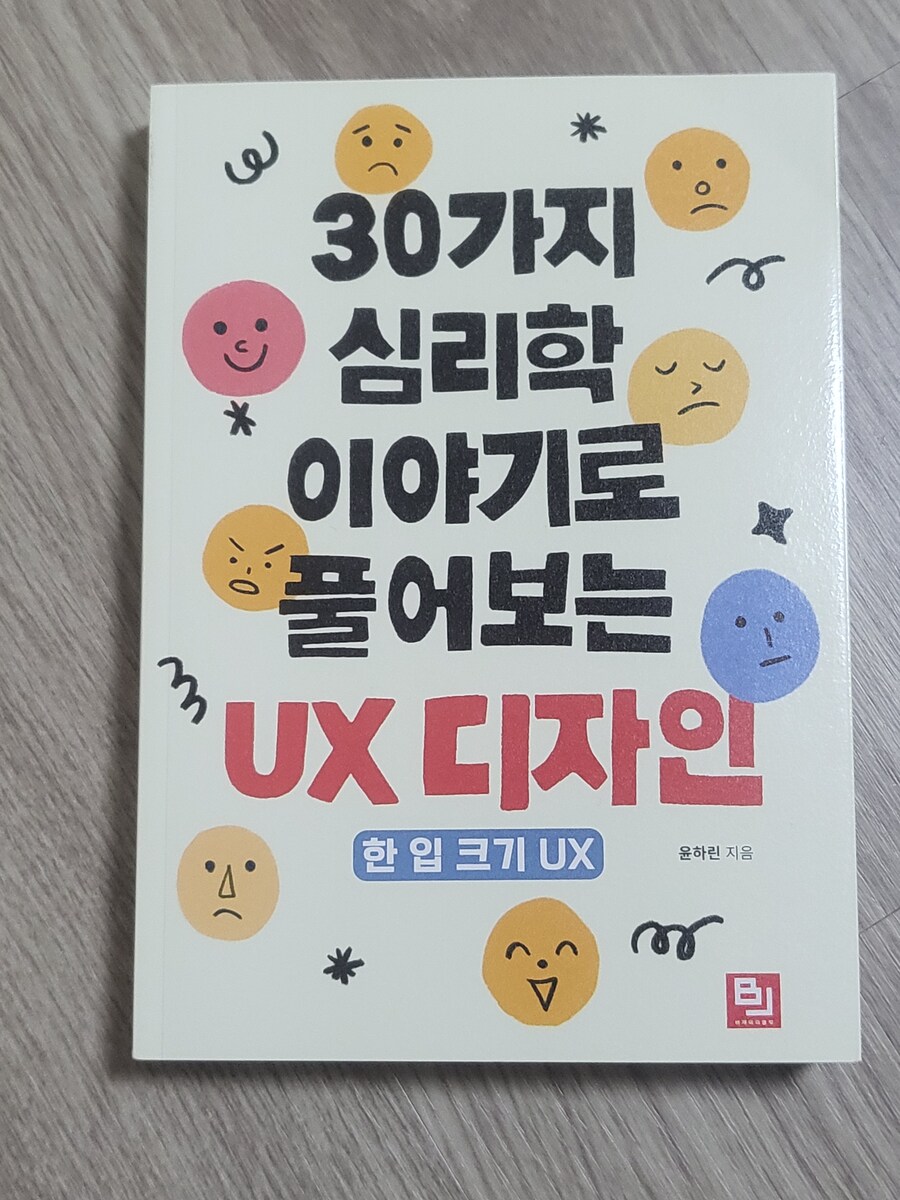 30가지
심리학
이야기로
풀어보는
UX 디자인
한 입 크기 UX
윤하린 지음
BJ